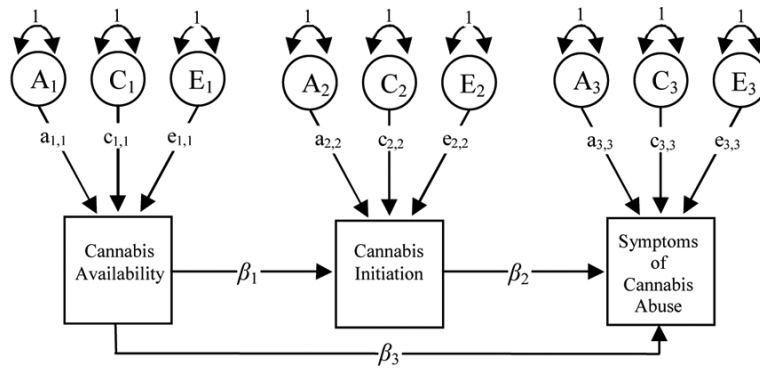 1 1 1 1 1 1 1 1 1
A₁ C₁ E₁ A₂ C₂ E₂ A₃ C₃ E₃
a₁,₁ c₁,₁ e₁,₁ a₂,₂ c₂,₂ e₂,₂ a₃,₃ c₃,₃ e₃,₃
Cannabis
Availability
β₁
Cannabis
Initiation
β₂
Symptoms
of
Cannabis
Abuse
β₃